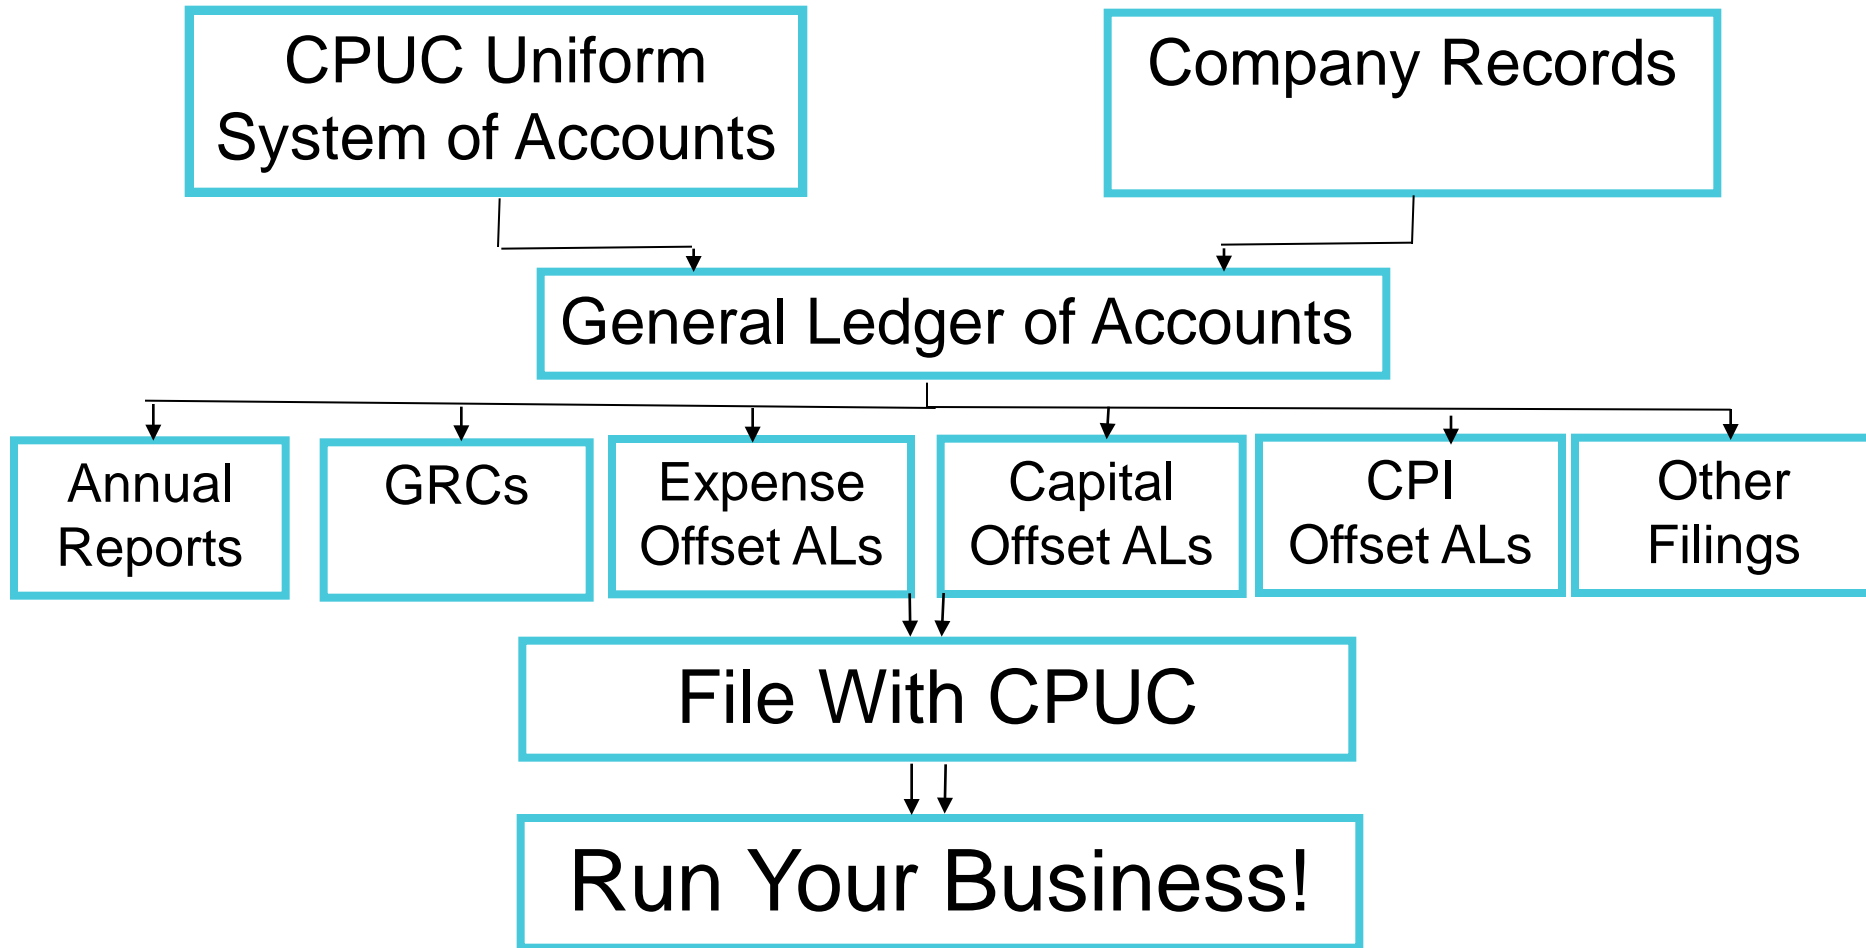 CPUC Uniform
System of Accounts
Company Records
General Ledger of Accounts
Annual
Reports
GRCs
Expense
Offset ALs
Capital
Offset ALs
CPI
Offset ALs
Other
Filings
File With CPUC
Run Your Business!